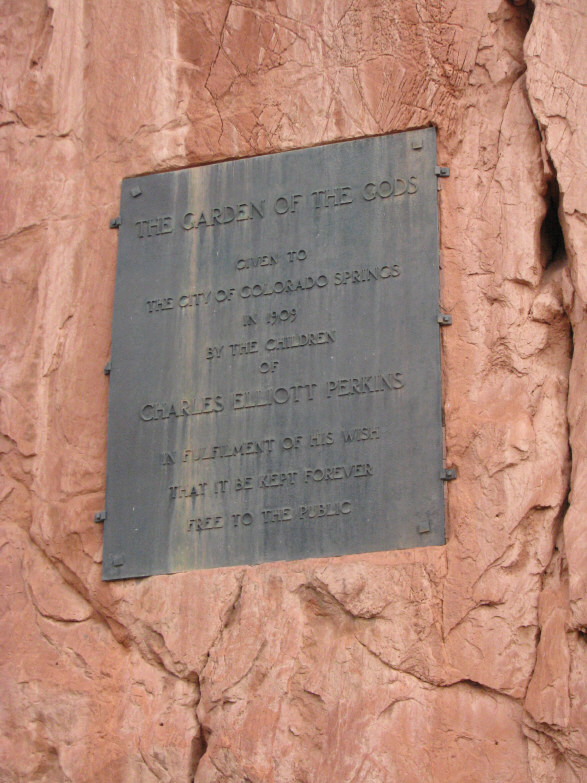 THE GARDEN OF THE GODS
GIVEN TO
THE CITY OF COLORADO SPRINGS
IN 1909
BY THE CHILDREN
OF
CHARLES ELLIOTT PERKINS
IN FULFILMENT OF HIS WISH
THAT IT BE KEPT FOREVER
FREE TO THE PUBLIC